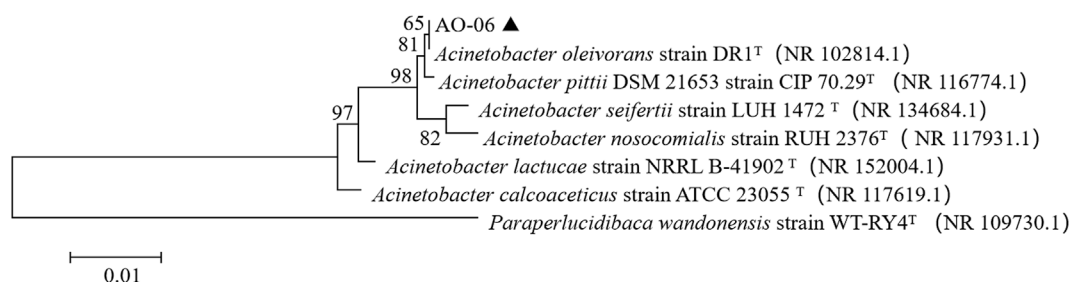 65 AO-06 ▲
81
Acinetobacter oleivorans strain DR1ᵀ (NR 102814.1)
98 Acinetobacter pittii DSM 21653 strain CIP 70.29ᵀ (NR 116774.1)
Acinetobacter seifertii strain LUH 1472 ᵀ (NR 134684.1)
97
82 Acinetobacter nosocomialis strain RUH 2376ᵀ ( NR 117931.1)
Acinetobacter lactucae strain NRRL B-41902 ᵀ (NR 152004.1)
Acinetobacter calcoaceticus strain ATCC 23055 ᵀ (NR 117619.1)
Paraperlucidibaca wandonensis strain WT-RY4ᵀ (NR 109730.1)
0.01